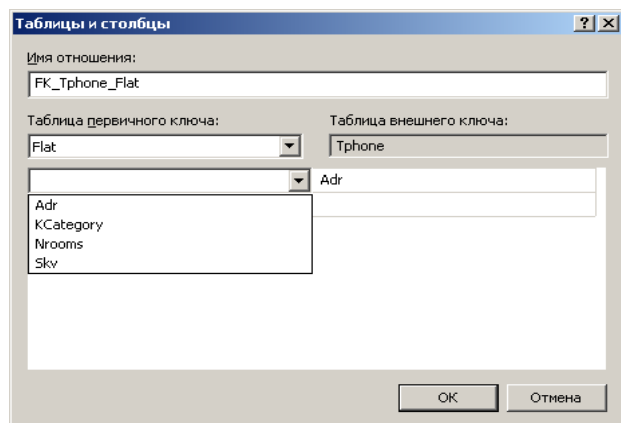 Таблицы и столбцы
Имя отношения:
FK_Tphone_Flat
Таблица первичного ключа: Таблица внешнего ключа:
Flat Tphone
Adr
Adr
KCategory
Nrooms
Skv
ОК Отмена